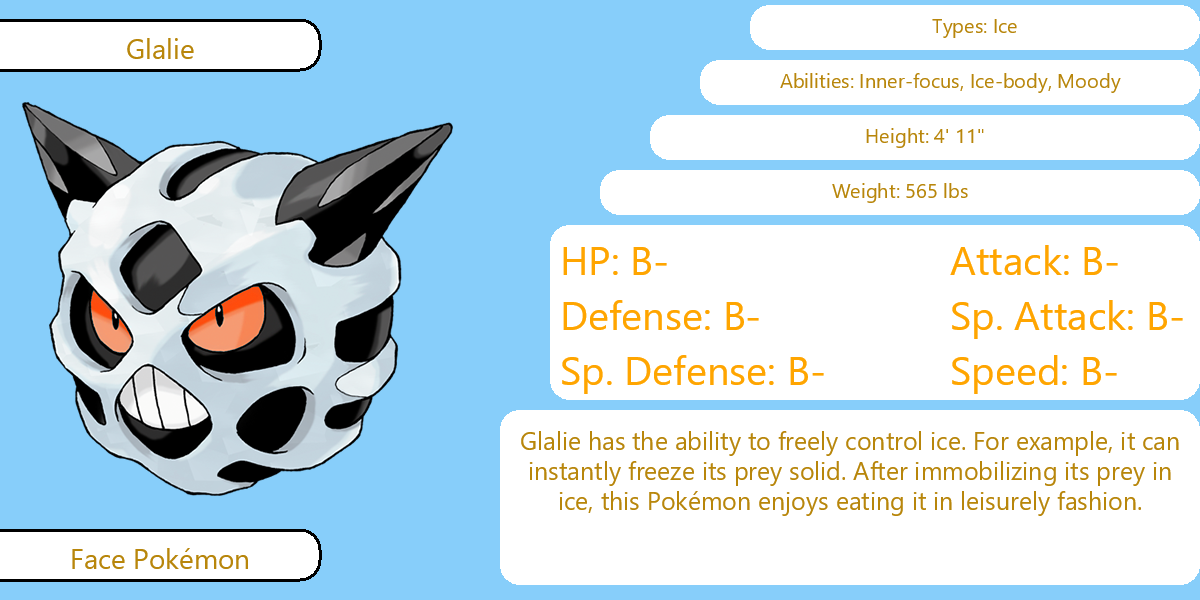 Glalie
Types: Ice
Abilities: Inner-focus, Ice-body, Moody
Height: 4' 11"
Weight: 565 lbs
HP: B-
Attack: B-
Defense: B-
Sp. Attack: B-
Sp. Defense: B-
Speed: B-
Glalie has the ability to freely control ice. For example, it can
instantly freeze its prey solid. After immobilizing its prey in
ice, this Pokémon enjoys eating it in leisurely fashion.
Face Pokémon